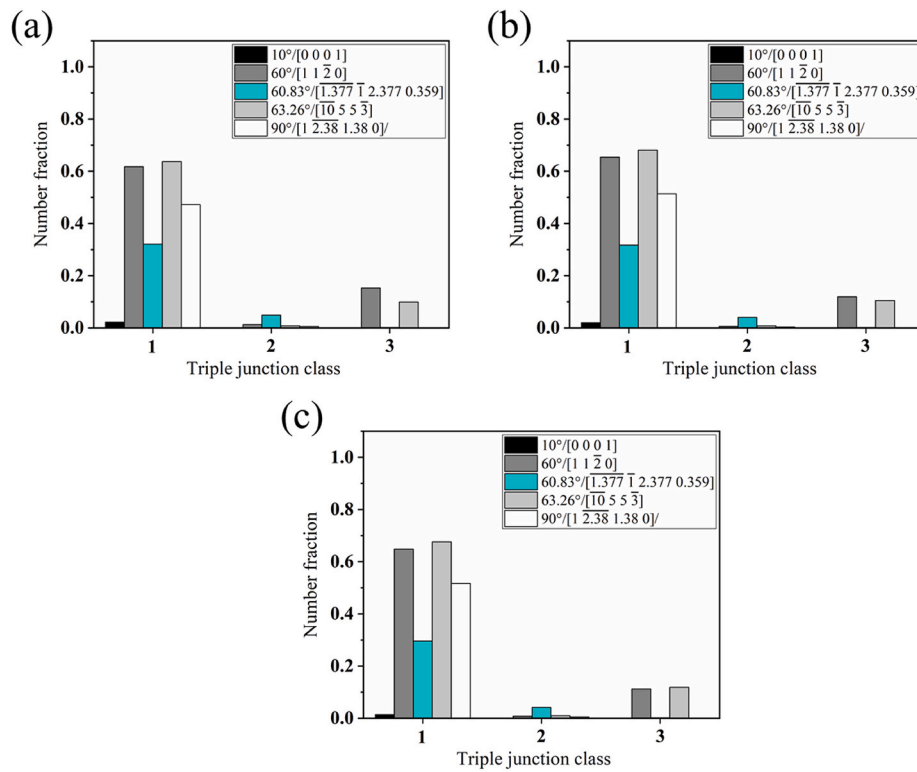 (a)
1.0
0.8
0.6
0.4
0.2
0.0
Number fraction
10°/[0 0 0 1]
60°/[1 1 2̅ 0]
60.83°/[1̅.̅3̅7̅7̅ 1̅ 2.377 0.359]
63.26°/[1̅0̅ 5 5 3̅]
90°/[1 2̅.̅3̅8̅ 1.38 0]/
1 2 3
Triple junction class
(b)
1.0
0.8
0.6
0.4
0.2
0.0
Number fraction
10°/[0 0 0 1]
60°/[1 1 2̅ 0]
60.83°/[1̅.̅3̅7̅7̅ 1̅ 2.377 0.359]
63.26°/[1̅0̅ 5 5 3̅]
90°/[1 2̅.̅3̅8̅ 1.38 0]/
1 2 3
Triple junction class
(c)
1.0
0.8
0.6
0.4
0.2
0.0
Number fraction
10°/[0 0 0 1]
60°/[1 1 2̅ 0]
60.83°/[1̅.̅3̅7̅7̅ 1̅ 2.377 0.359]
63.26°/[1̅0̅ 5 5 3̅]
90°/[1 2̅.̅3̅8̅ 1.38 0]/
1 2 3
Triple junction class